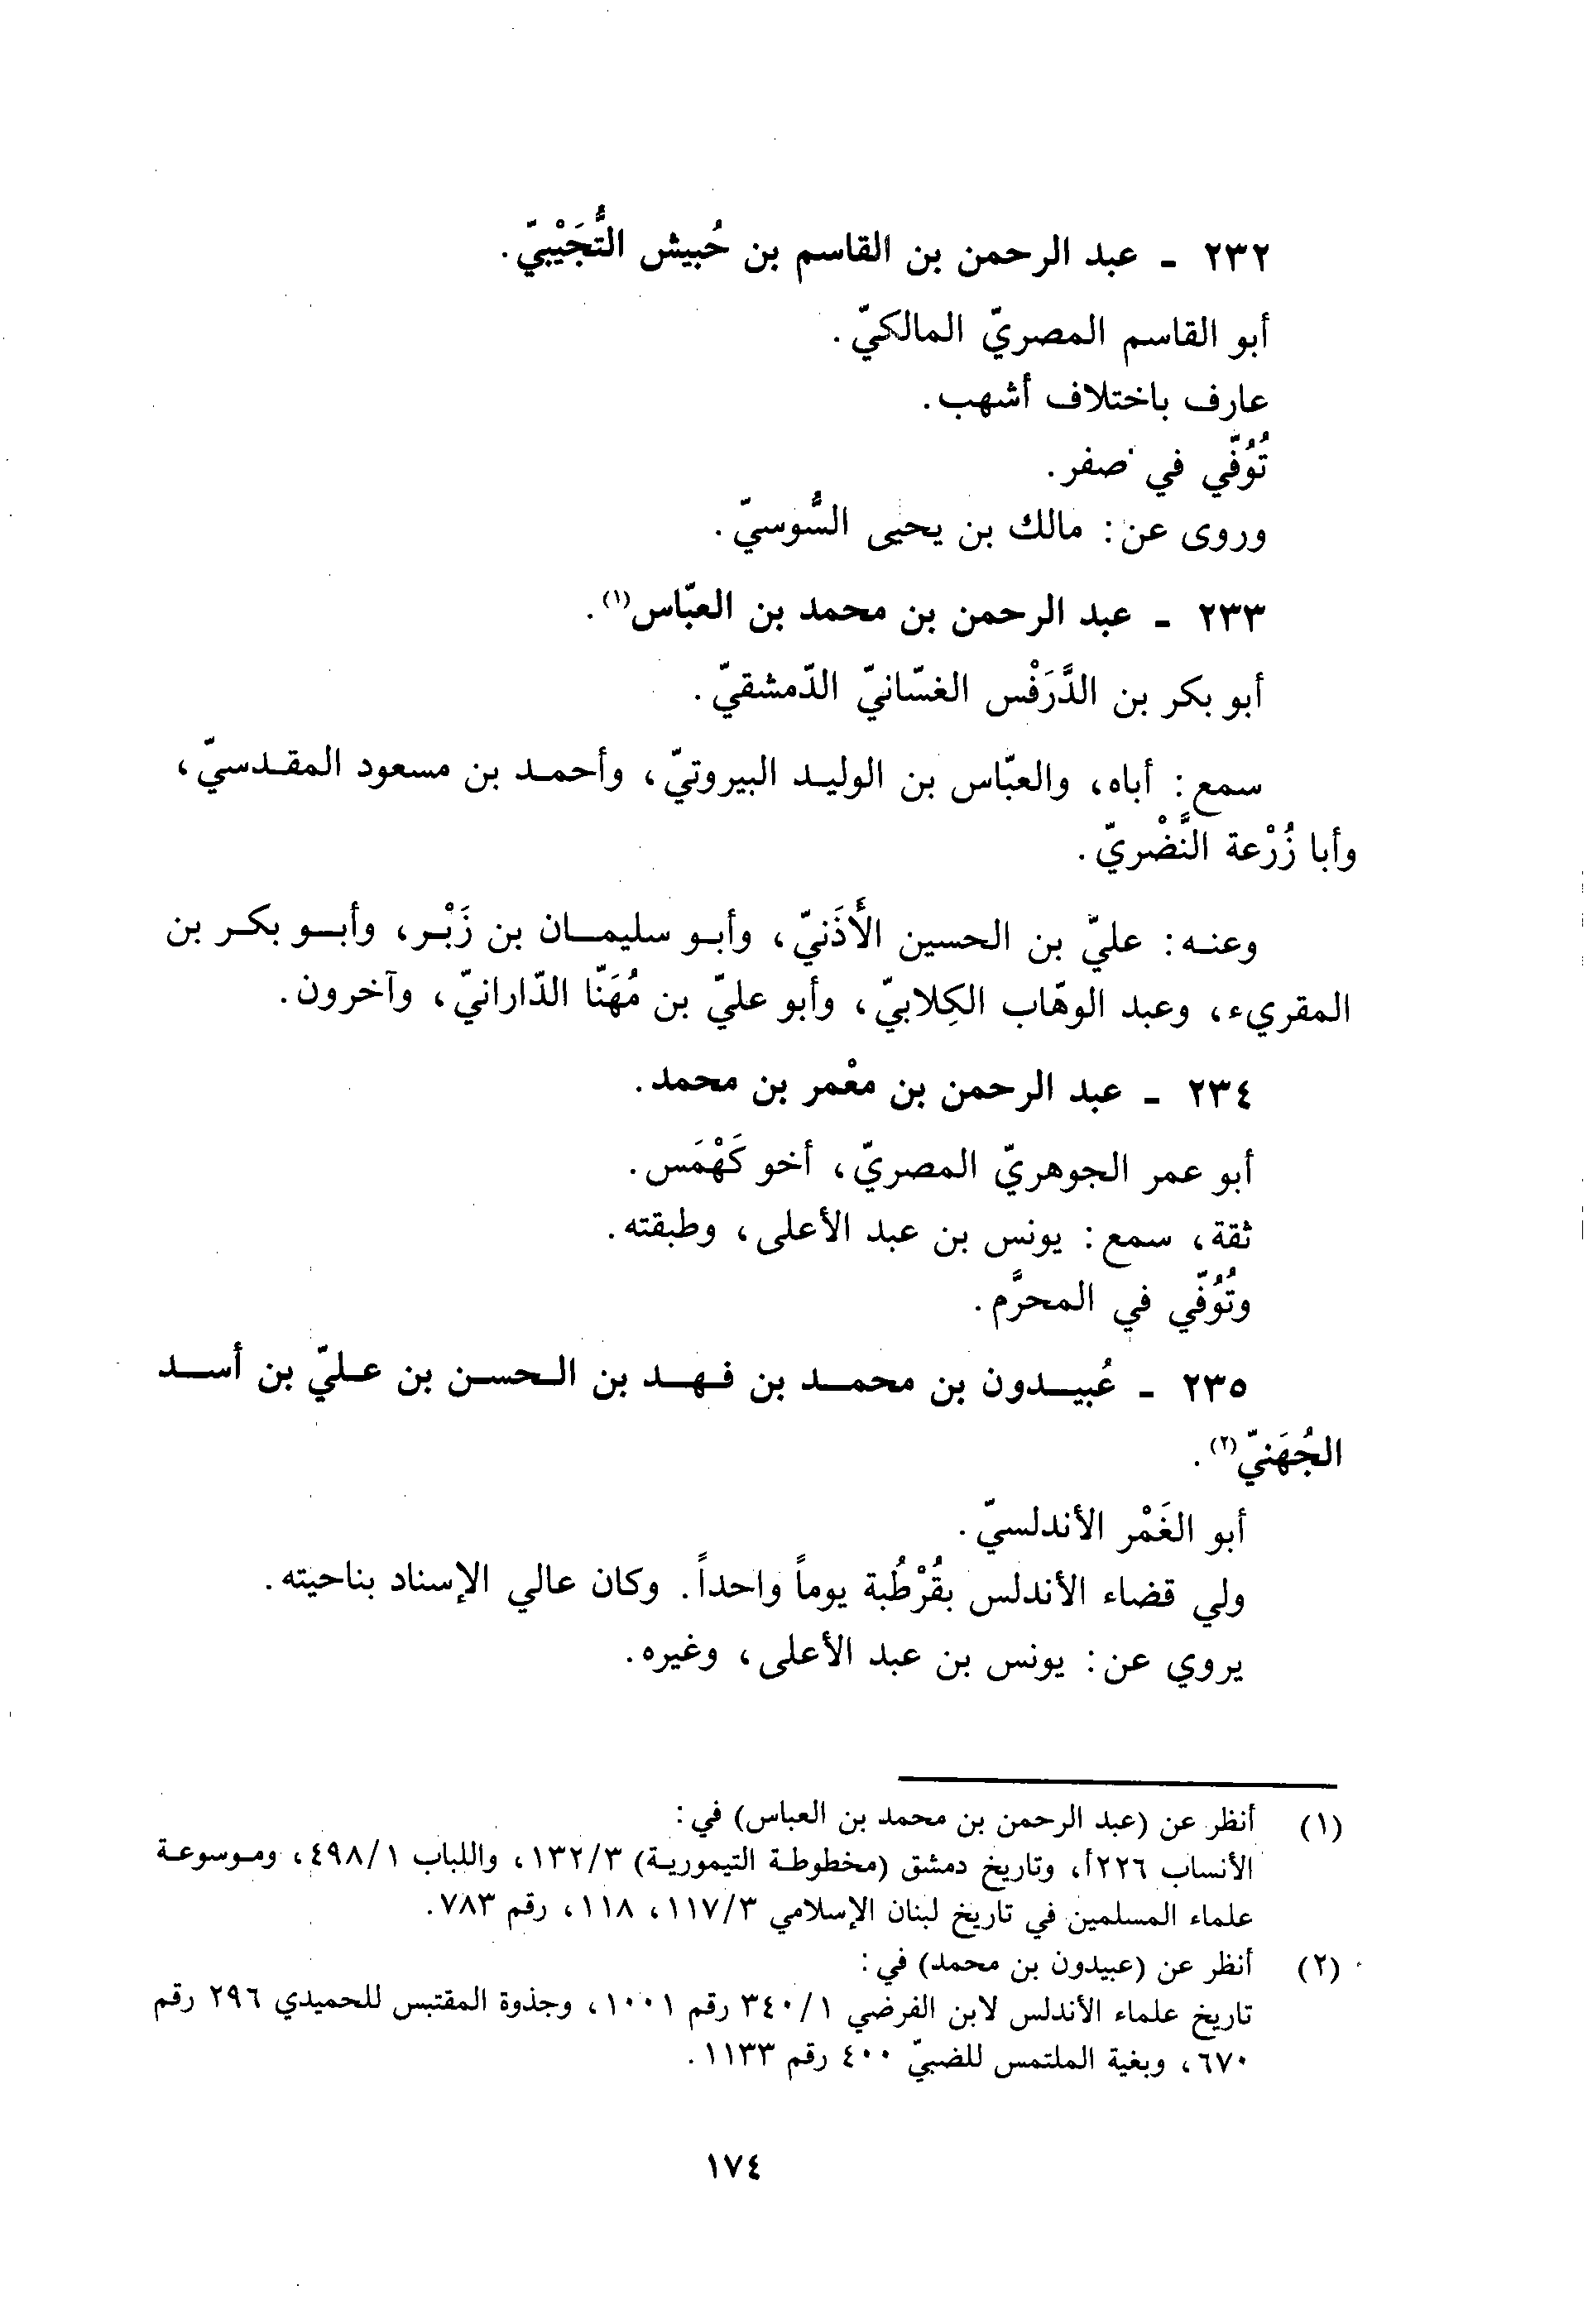 ٢٣٢ - عبد الرحمن بن القاسم بن حُبيش التُّجَيْبيّ.
أبو القاسم المصريّ المالكيّ.
عارف باختلاف أشهب.
تُوُفّي في صفر.
وروى عن: مالك بن يحيى السُّوسيّ.
٢٣٣ - عبد الرحمن بن محمد بن العبّاس(١).
أبو بكر بن الدَّرَفْس الغسّانيّ الدّمشقيّ.
سمع: أباه، والعبّاس بن الوليد البيروتيّ، وأحمد بن مسعود المقدسيّ،
وأبا زُرْعة النَّضْريّ.
وعنه: عليّ بن الحسين الأَذَنيّ، وأبو سليمان بن زَبْر، وأبو بكر بن
المقريء، وعبد الوهّاب الكِلابيّ، وأبو عليّ بن مُهَنّا الدّارانيّ، وآخرون.
٢٣٤ - عبد الرحمن بن معْمر بن محمد.
أبو عمر الجوهريّ المصريّ، أخو كَهْمَس.
ثقة، سمع: يونس بن عبد الأعلى، وطبقته.
وتُوُفّي في المحرَّم.
٢٣٥ - عُبيدون بن محمد بن فهد بن الحسن بن عليّ بن أسد
الجُهَنيّ(٢).
أبو الغَمْر الأندلسيّ.
ولي قضاء الأندلس بقُرْطُبة يوماً واحداً. وكان عالي الإسناد بناحيته.
يروي عن: يونس بن عبد الأعلى، وغيره.
(١) أنظر عن (عبد الرحمن بن محمد بن العباس) في:
الأنساب ٢٢٦أ، وتاريخ دمشق (مخطوطة التيمورية) ١٣٢/٣، واللباب ٤٩٨/١، وموسوعة
علماء المسلمين في تاريخ لبنان الإسلامي ١١٧/٣، ١١٨، رقم ٧٨٣.
(٢) أنظر عن (عبيدون بن محمد) في:
تاريخ علماء الأندلس لابن الفرضي ٣٤٠/١ رقم ١٠٠١، وجذوة المقتبس للحميدي ٢٩٦ رقم
٦٧٠، وبغية الملتمس للضبيّ ٤٠٠ رقم ١١٣٣.
١٧٤